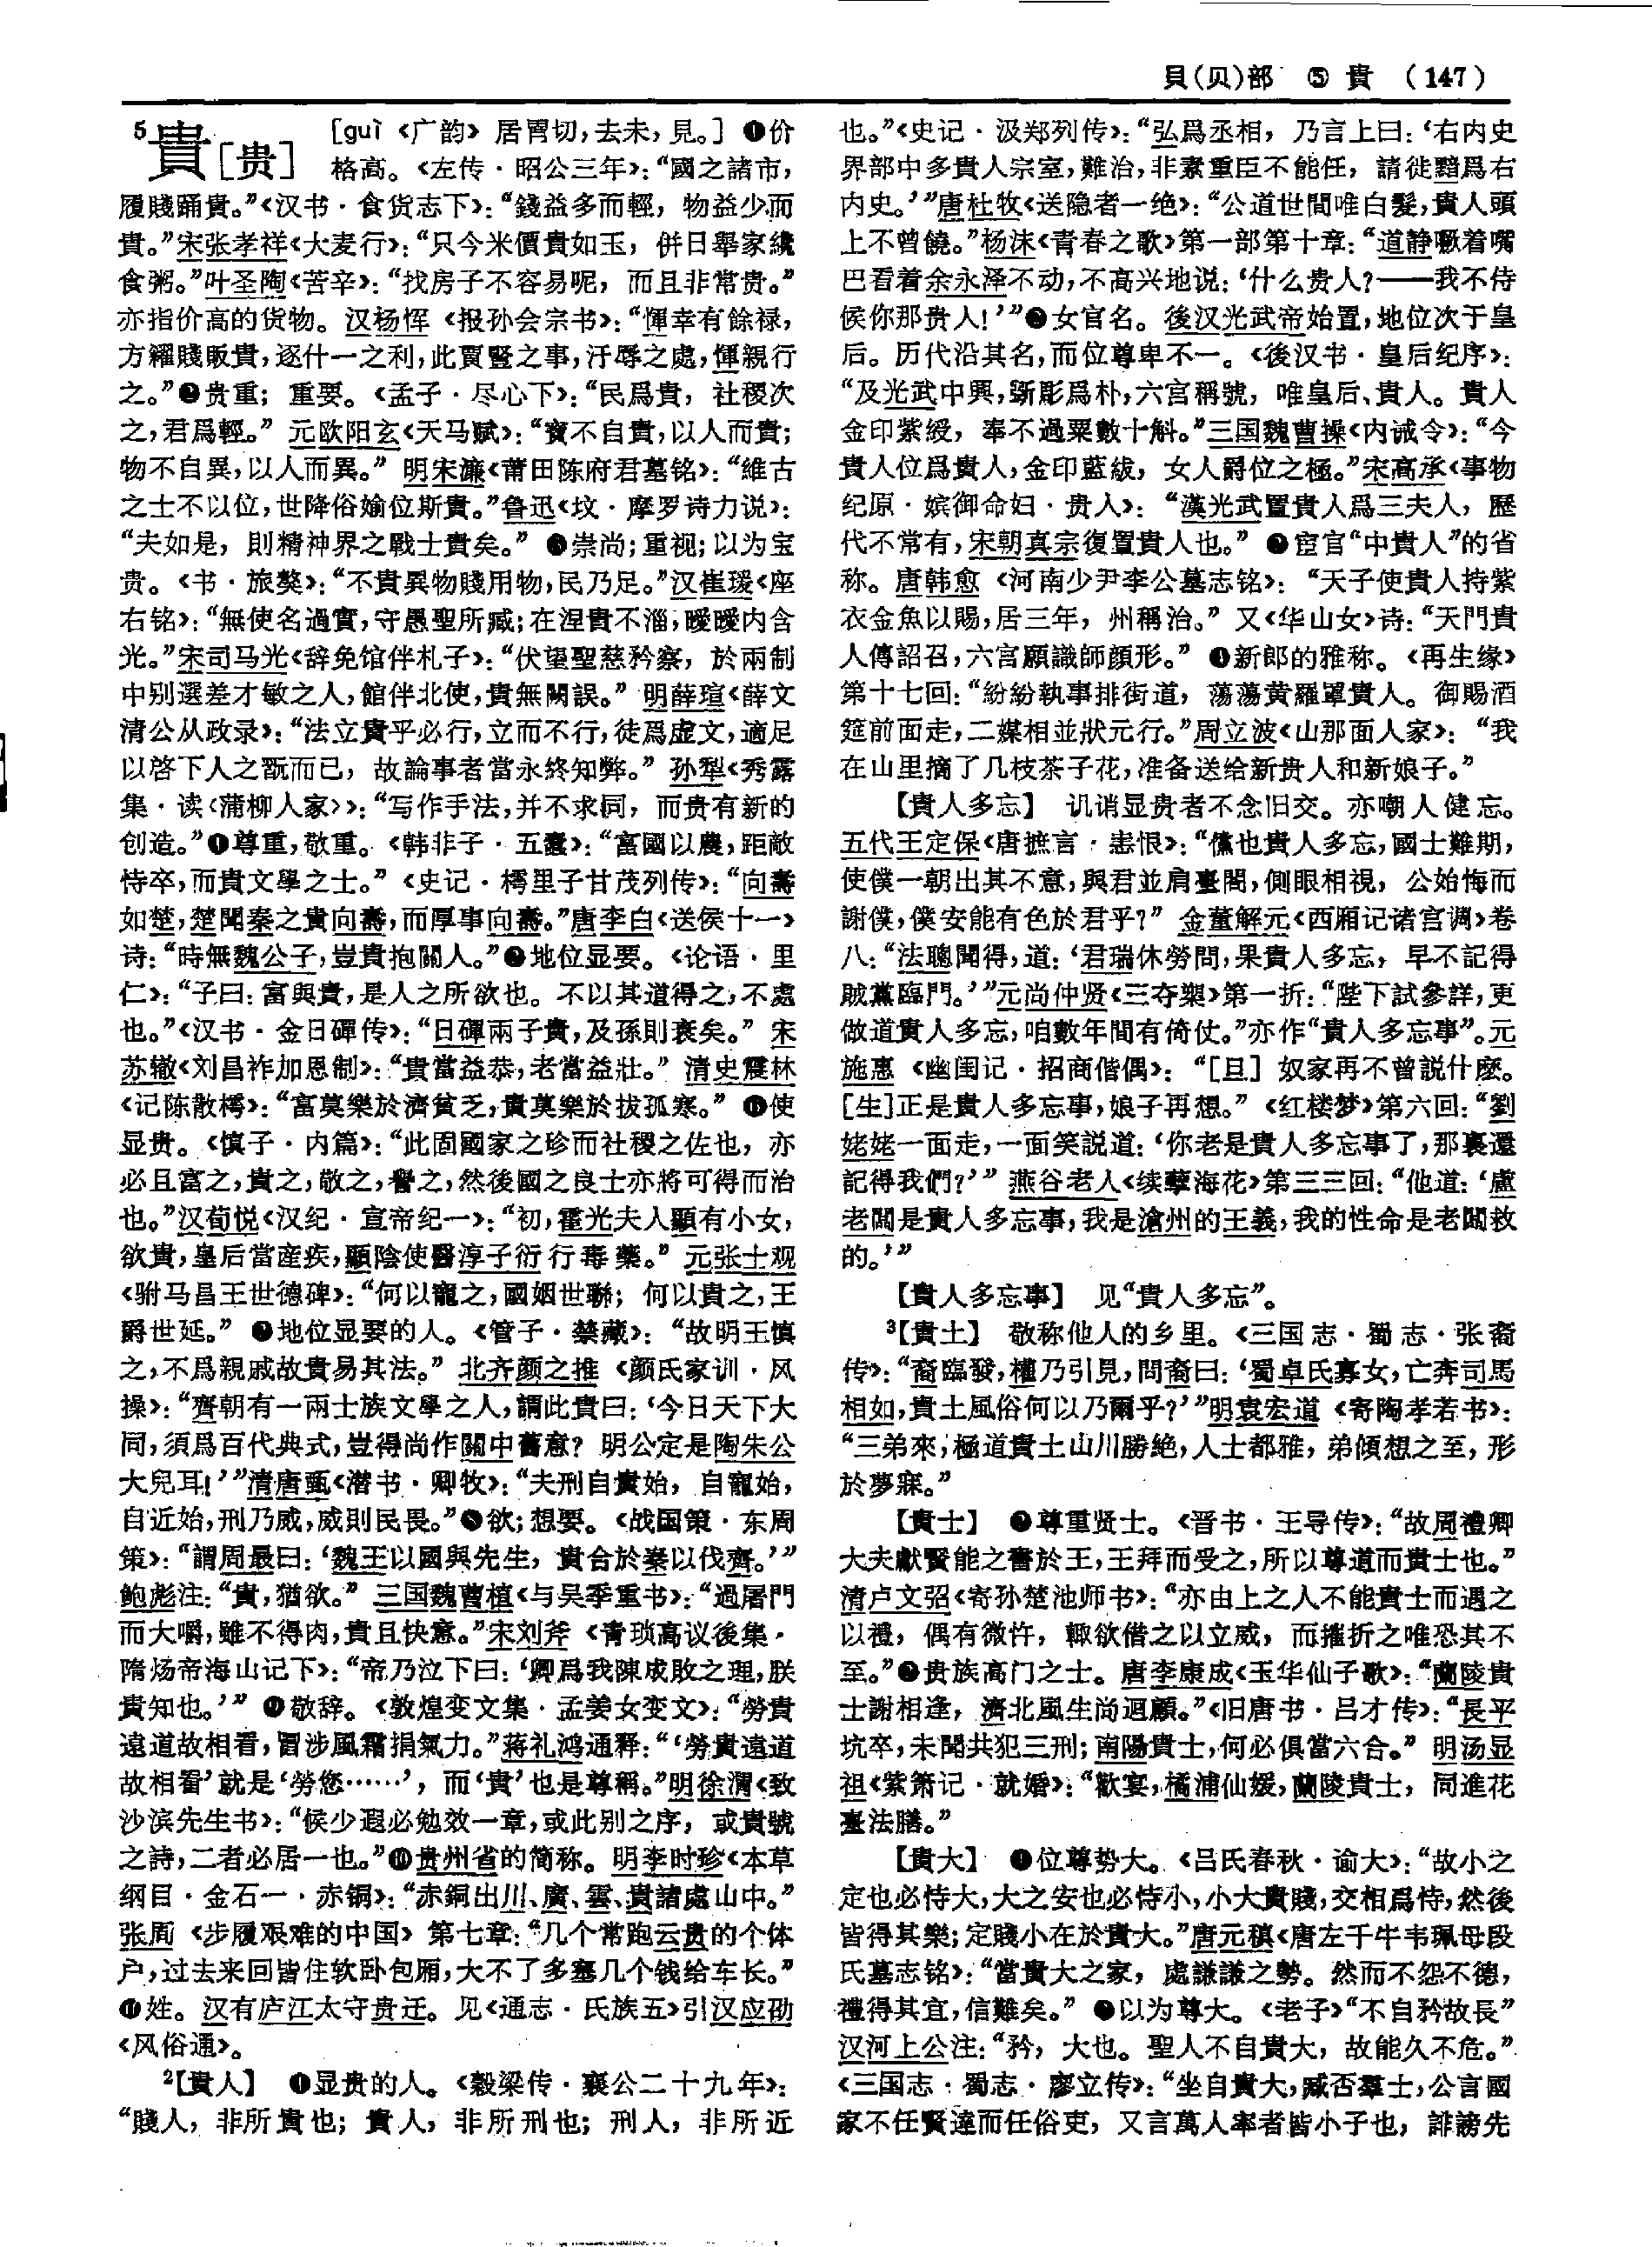 貝(贝)部 ⑤ 貴 (147)
⁵貴[贵] [guì 《广韵》 居胃切,去未,見。] ❶价
格高。《左传·昭公三年》:“國之諸市,
履賤踊貴。”《汉书·食货志下》:“錢益多而輕,物益少而
貴。”宋张孝祥《大麦行》:“只今米價貴如玉,併日舉家纔
食粥。”叶圣陶《苦辛》:“找房子不容易呢,而且非常贵。”
亦指价高的货物。汉杨恽《报孙会宗书》:“惲幸有餘禄,
方糴賤販貴,逐什一之利,此賈豎之事,汙辱之處,惲親行
之。”❷贵重;重要。《孟子·尽心下》:“民爲貴,社稷次
之,君爲輕。”元欧阳玄《天马赋》:“寶不自貴,以人而貴;
物不自異,以人而異。”明宋濂《莆田陈府君墓铭》:“維古
之士不以位,世降俗媮位斯貴。”鲁迅《坟·摩罗诗力说》:
“夫如是,則精神界之戰士貴矣。”❸崇尚;重视;以为宝
贵。《书·旅獒》:“不貴異物賤用物,民乃足。”汉崔瑗《座
右铭》:“無使名過實,守愚聖所臧;在涅貴不淄,曖曖内含
光。”宋司马光《辞免馆伴札子》:“伏望聖慈矜察,於兩制
中别選差才敏之人,館伴北使,貴無闕誤。”明薛瑄《薛文
清公从政录》:“法立貴乎必行,立而不行,徒爲虚文,適足
以啓下人之翫而已,故論事者當永終知弊。”孙犁《秀露
集·读〈蒲柳人家〉》:“写作手法,并不求同,而贵有新的
创造。”❹尊重,敬重。《韩非子·五蠹》:“富國以農,距敵
恃卒,而貴文學之士。”《史记·樗里子甘茂列传》:“向壽
如楚,楚聞秦之貴向壽,而厚事向壽。”唐李白《送侯十一》
诗:“時無魏公子,豈貴抱關人。”❺地位显要。《论语·里
仁》:“子曰:富與貴,是人之所欲也。不以其道得之,不處
也。”《汉书·金日磾传》:“日磾兩子貴,及孫則衰矣。”宋
苏辙《刘昌祚加恩制》:“貴當益恭,老當益壯。”清史震林
《记陈散樗》:“富莫樂於濟貧乏,貴莫樂於拔孤寒。”❻使
显贵。《慎子·内篇》:“此固國家之珍而社稷之佐也,亦
必且富之,貴之,敬之,譽之,然後國之良士亦將可得而治
也。”汉荀悦《汉纪·宣帝纪一》:“初,霍光夫人顯有小女,
欲貴,皇后當産疾,顯陰使醫淳于衍行毒藥。”元张士观
《驸马昌王世德碑》:“何以寵之,國姻世聯;何以貴之,王
爵世延。”❼地位显要的人。《管子·禁藏》:“故明王慎
之,不爲親戚故貴易其法。”北齐颜之推《颜氏家训·风
操》:“齊朝有一兩士族文學之人,謂此貴曰:‘今日天下大
同,須爲百代典式,豈得尚作關中舊意?明公定是陶朱公
大兒耳!’”清唐甄《潜书·卿牧》:“夫刑自貴始,自寵始,
自近始,刑乃威,威則民畏。”❽欲;想要。《战国策·东周
策》:“謂周最曰:‘魏王以國與先生,貴合於秦以伐齊。’”
鲍彪注:“貴,猶欲。”三国魏曹植《与吴季重书》:“過屠門
而大嚼,雖不得肉,貴且快意。”宋刘斧《青琐高议後集·
隋炀帝海山记下》:“帝乃泣下曰:‘卿爲我陳成敗之理,朕
貴知也。’”❾敬辞。《敦煌变文集·孟姜女变文》:“勞貴
遠道故相看,冒涉風霜捐氣力。”蒋礼鸿通释:“‘勞貴遠道
故相看’就是‘勞您……’,而‘貴’也是尊稱。”明徐渭《致
沙滨先生书》:“俟少遐必勉效一章,或此别之序,或貴號
之詩,二者必居一也。”❿贵州省的简称。明李时珍《本草
纲目·金石一·赤铜》:“赤銅出川、廣、雲、貴諸處山中。”
张周《步履艰难的中国》第七章:“几个常跑云贵的个体
户,过去来回皆住软卧包厢,大不了多塞几个钱给车长。”
⓫姓。汉有庐江太守贵迁。见《通志·氏族五》引汉应劭
《风俗通》。
²【貴人】 ❶显贵的人。《穀梁传·襄公二十九年》:
“賤人,非所貴也;貴人,非所刑也;刑人,非所近
也。”《史记·汲郑列传》:“弘爲丞相,乃言上曰:‘右内史
界部中多貴人宗室,難治,非素重臣不能任,請徙黯爲右
内史。’”唐杜牧《送隐者一绝》:“公道世間唯白髮,貴人頭
上不曾饒。”杨沫《青春之歌》第一部第十章:“道静噘着嘴
巴看着余永泽不动,不高兴地说:‘什么贵人?——我不侍
候你那贵人!’”❷女官名。後汉光武帝始置,地位次于皇
后。历代沿其名,而位尊卑不一。《後汉书·皇后纪序》:
“及光武中興,斲彫爲朴,六宫稱號,唯皇后、貴人。貴人
金印紫綬,奉不過粟數十斛。”三国魏曹操《内诫令》:“今
貴人位爲貴人,金印藍紱,女人爵位之極。”宋高承《事物
纪原·嫔御命妇·贵人》:“漢光武置貴人爲三夫人,歷
代不常有,宋朝真宗復置貴人也。”❸宦官“中貴人”的省
称。唐韩愈《河南少尹李公墓志铭》:“天子使貴人持紫
衣金魚以賜,居三年,州稱治。”又《华山女》诗:“天門貴
人傳詔召,六宫願識師顔形。”❹新郎的雅称。《再生缘》
第十七回:“紛紛執事排街道,蕩蕩黄羅罩貴人。御賜酒
筵前面走,二媒相並狀元行。”周立波《山那面人家》:“我
在山里摘了几枝茶子花,准备送给新贵人和新娘子。”
【貴人多忘】 讥诮显贵者不念旧交。亦嘲人健忘。
五代王定保《唐摭言·恚恨》:“儻也貴人多忘,國士難期,
使僕一朝出其不意,與君並肩臺閣,側眼相視,公始悔而
謝僕,僕安能有色於君乎?”金董解元《西厢记诸宫调》卷
八:“法聰聞得,道:‘君瑞休勞問,果貴人多忘,早不記得
賊黨臨門。’”元尚仲贤《三夺槊》第一折:“陛下試參詳,更
做道貴人多忘,咱數年間有倚仗。”亦作“貴人多忘事”。元
施惠《幽闺记·招商偕偶》:“[旦]奴家再不曾説什麽。
[生]正是貴人多忘事,娘子再想。”《红楼梦》第六回:“劉
姥姥一面走,一面笑説道:‘你老是貴人多忘事了,那裏還
記得我們?’”燕谷老人《续孽海花》第三三回:“他道:‘盧
老闆是貴人多忘事,我是滄州的王義,我的性命是老闆救
的。’”
【貴人多忘事】 见“貴人多忘”。
³【貴土】 敬称他人的乡里。《三国志·蜀志·张裔
传》:“裔臨發,權乃引見,問裔曰:‘蜀卓氏寡女,亡奔司馬
相如,貴土風俗何以乃爾乎?’”明袁宏道《寄陶孝若书》:
“三弟來,極道貴土山川勝絶,人士都雅,弟傾想之至,形
於夢寐。”
【貴士】 ❶尊重贤士。《晋书·王导传》:“故周禮卿
大夫獻賢能之書於王,王拜而受之,所以尊道而貴士也。”
清卢文弨《寄孙楚池师书》:“亦由上之人不能貴士而遇之
以禮,偶有微忤,輒欲借之以立威,而摧折之唯恐其不
至。”❷贵族高门之士。唐李康成《玉华仙子歌》:“蘭陵貴
士謝相逢,濟北風生尚迴顧。”《旧唐书·吕才传》:“長平
坑卒,未聞共犯三刑;南陽貴士,何必俱當六合。”明汤显
祖《紫箫记·就婚》:“歡宴,橘浦仙媛,蘭陵貴士,同進花
臺法膳。”
【貴大】 ❶位尊势大。《吕氏春秋·谕大》:“故小之
定也必恃大,大之安也必恃小,小大貴賤,交相爲恃,然後
皆得其樂;定賤小在於貴大。”唐元稹《唐左千牛韦珮母段
氏墓志铭》:“當貴大之家,處謙謙之勢。然而不怨不德,
禮得其宜,信難矣。”❷以为尊大。《老子》“不自矜故長”
汉河上公注:“矜,大也。聖人不自貴大,故能久不危。”
《三国志·蜀志·廖立传》:“坐自貴大,臧否羣士,公言國
家不任賢達而任俗吏,又言萬人率者皆小子也,誹謗先